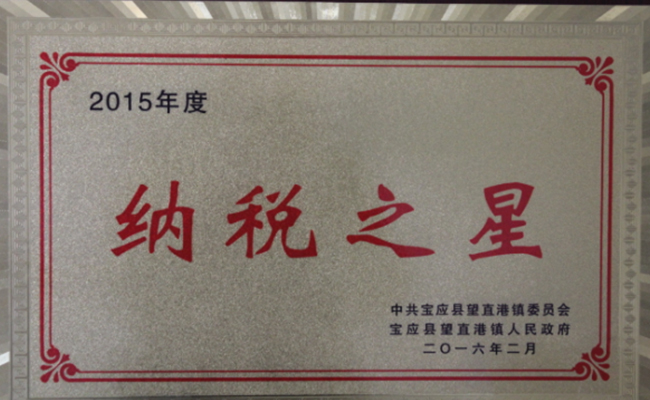 2015年度
纳税之星
中共宝应县望直港镇委员会
宝应县望直港镇人民政府
二〇一六年二月